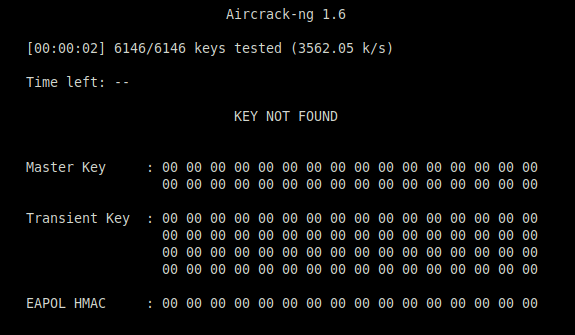 Aircrack-ng 1.6
[00:00:02] 6146/6146 keys tested (3562.05 k/s)
Time left: --
KEY NOT FOUND
Master Key     : 00 00 00 00 00 00 00 00 00 00 00 00 00 00 00 00
00 00 00 00 00 00 00 00 00 00 00 00 00 00 00 00
Transient Key  : 00 00 00 00 00 00 00 00 00 00 00 00 00 00 00 00
00 00 00 00 00 00 00 00 00 00 00 00 00 00 00 00
00 00 00 00 00 00 00 00 00 00 00 00 00 00 00 00
00 00 00 00 00 00 00 00 00 00 00 00 00 00 00 00
EAPOL HMAC     : 00 00 00 00 00 00 00 00 00 00 00 00 00 00 00 00